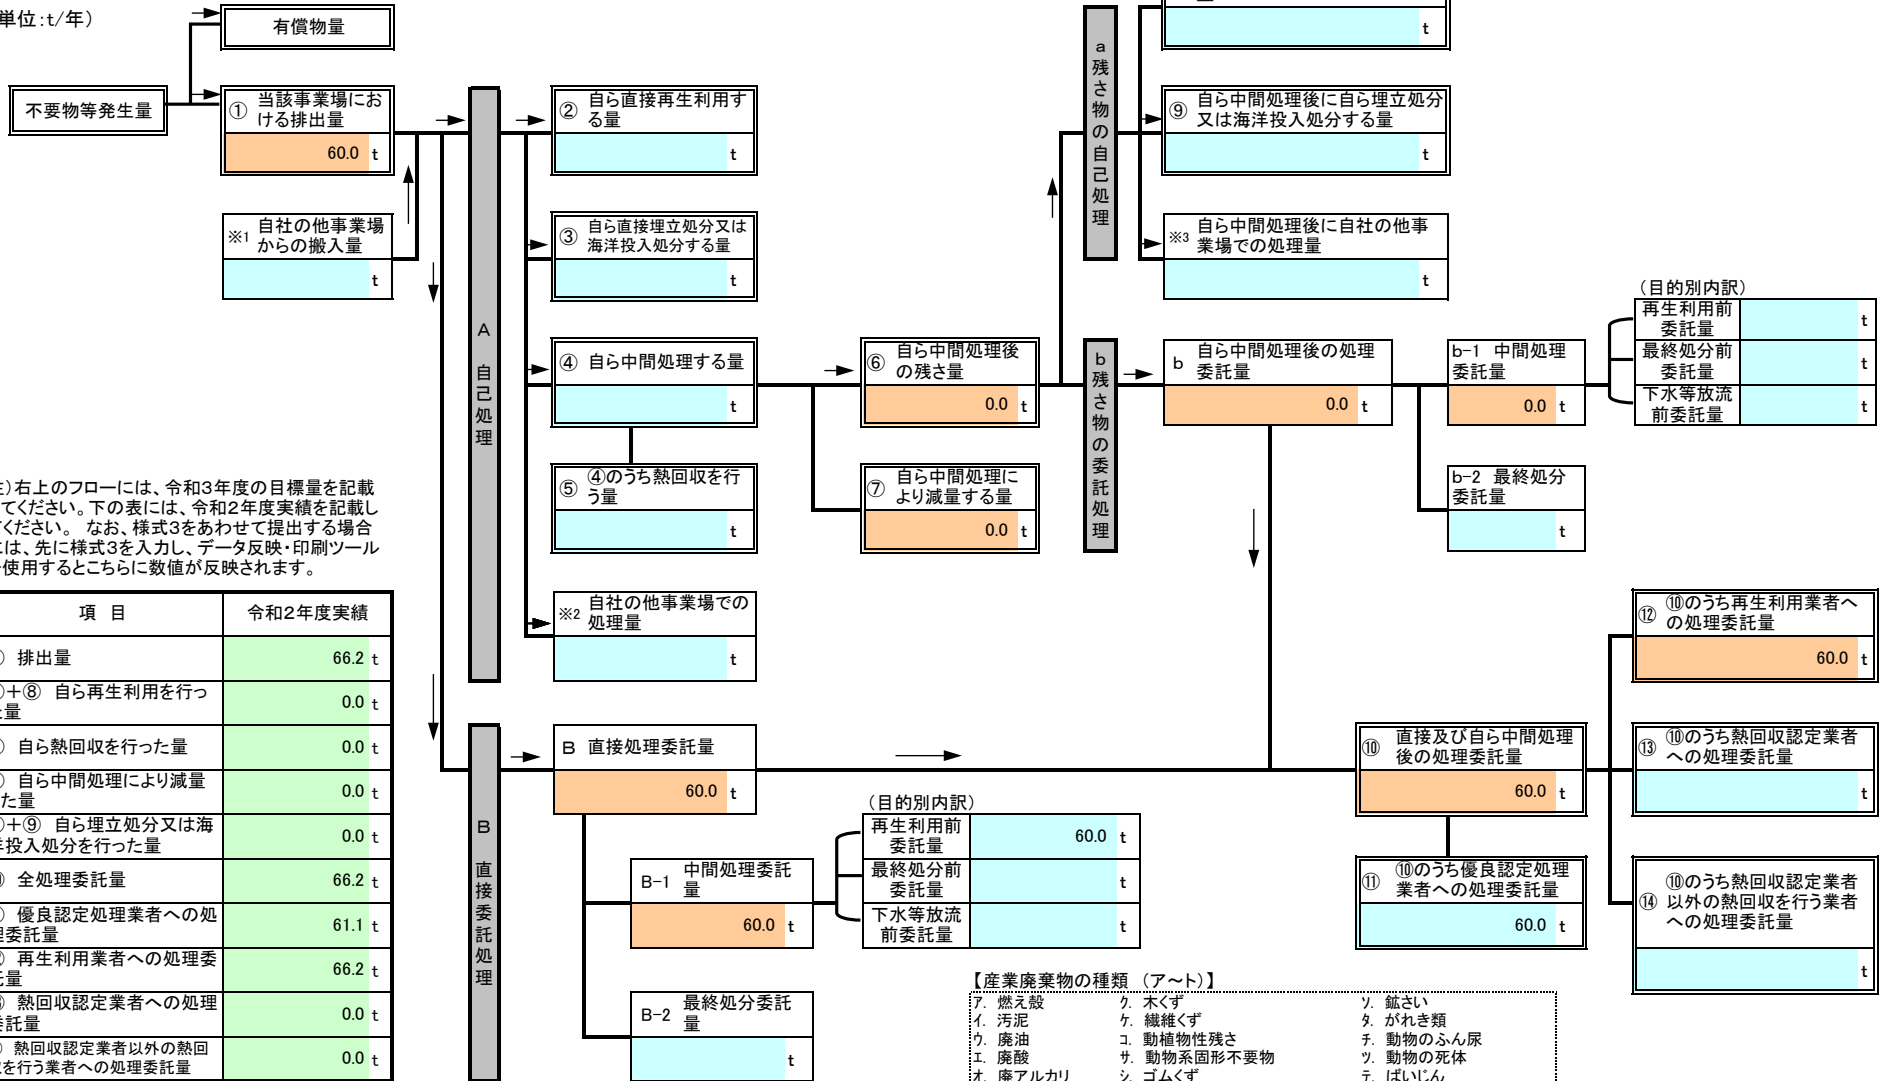 単位:t/年）
有償物量
不要物等発生量
① 当該事業場における排出量
60.0 t
※1 自社の他事業場からの搬入量
t
A 自己処理
② 自ら直接再生利用する量
t
③ 自ら直接埋立処分又は海洋投入処分する量
t
④ 自ら中間処理する量
t
⑤ ④のうち熱回収を行う量
t
※2 自社の他事業場での処理量
t
⑥ 自ら中間処理後の残さ量
0.0 t
⑦ 自ら中間処理により減量する量
0.0 t
a 残さ物の自己処理
t
⑨ 自ら中間処理後に自ら埋立処分又は海洋投入処分する量
t
※3 自ら中間処理後に自社の他事業場での処理量
t
b 残さ物の委託処理
b 自ら中間処理後の処理委託量
0.0 t
b-1 中間処理委託量
0.0 t
b-2 最終処分委託量
t
（目的別内訳）
再生利用前委託量 t
最終処分前委託量 t
下水等放流前委託量 t
）右上のフローには、令和3年度の目標量を記載
てください。下の表には、令和2年度実績を記載し
ください。 なお、様式3をあわせて提出する場合
は、先に様式3を入力し、データ反映・印刷ツール
使用するとこちらに数値が反映されます。
項 目 令和2年度実績
排出量 66.2 t
+⑧ 自ら再生利用を行っ
量 0.0 t
自ら熱回収を行った量 0.0 t
自ら中間処理により減量
た量 0.0 t
+⑨ 自ら埋立処分又は海
投入処分を行った量 0.0 t
全処理委託量 66.2 t
優良認定処理業者への処
委託量 61.1 t
再生利用業者への処理委
量 66.2 t
熱回収認定業者への処理
託量 0.0 t
熱回収認定業者以外の熱回
を行う業者への処理委託量 0.0 t
B 直接委託処理
B 直接処理委託量
60.0 t
B-1 中間処理委託量
60.0 t
B-2 最終処分委託量
t
（目的別内訳）
再生利用前委託量 60.0 t
最終処分前委託量 t
下水等放流前委託量 t
⑩ 直接及び自ら中間処理後の処理委託量
60.0 t
⑪ ⑩のうち優良認定処理業者への処理委託量
60.0 t
⑫ ⑩のうち再生利用業者への処理委託量
60.0 t
⑬ ⑩のうち熱回収認定業者への処理委託量
t
⑭ ⑩のうち熱回収認定業者以外の熱回収を行う業者への処理委託量
t
【産業廃棄物の種類 （ア～ト）】
ア. 燃え殻 ク. 木くず ソ. 鉱さい
イ. 汚泥 ケ. 繊維くず タ. がれき類
ウ. 廃油 コ. 動植物性残さ チ. 動物のふん尿
エ. 廃酸 サ. 動物系固形不要物 ツ. 動物の死体
オ. 廃アルカリ シ. ゴムくず テ. ばいじん